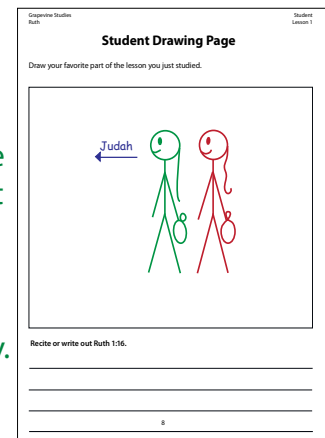 Grapevine Studies
Ruth
Student
Lesson 1
Student Drawing Page
Draw your favorite part of the lesson you just studied.
Judah
Recite or write out Ruth 1:16.
8